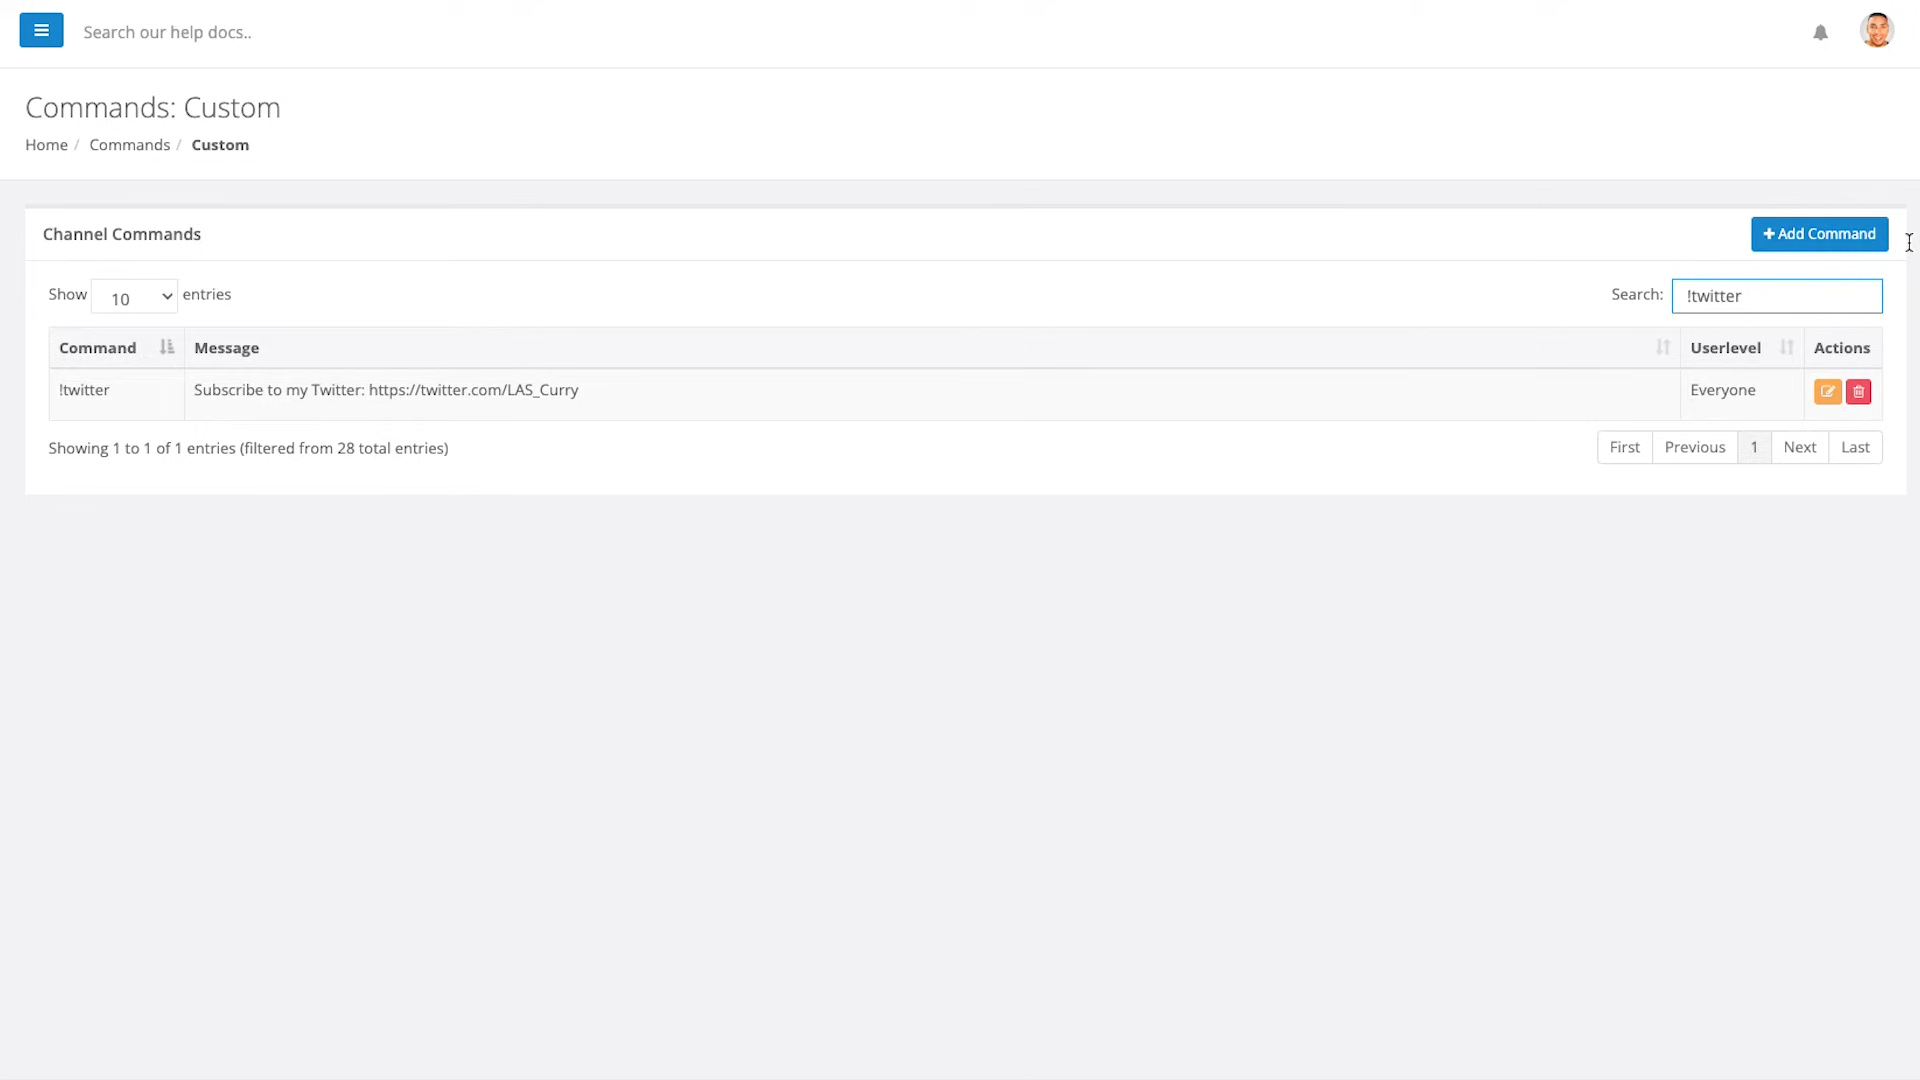 Search our help docs..
Commands: Custom
Home / Commands / Custom
Channel Commands
+ Add Command
Show 10 entries
Search: !twitter
Command Message Userlevel Actions
!twitter Subscribe to my Twitter: https://twitter.com/LAS_Curry Everyone
Showing 1 to 1 of 1 entries (filtered from 28 total entries)
First Previous 1 Next Last